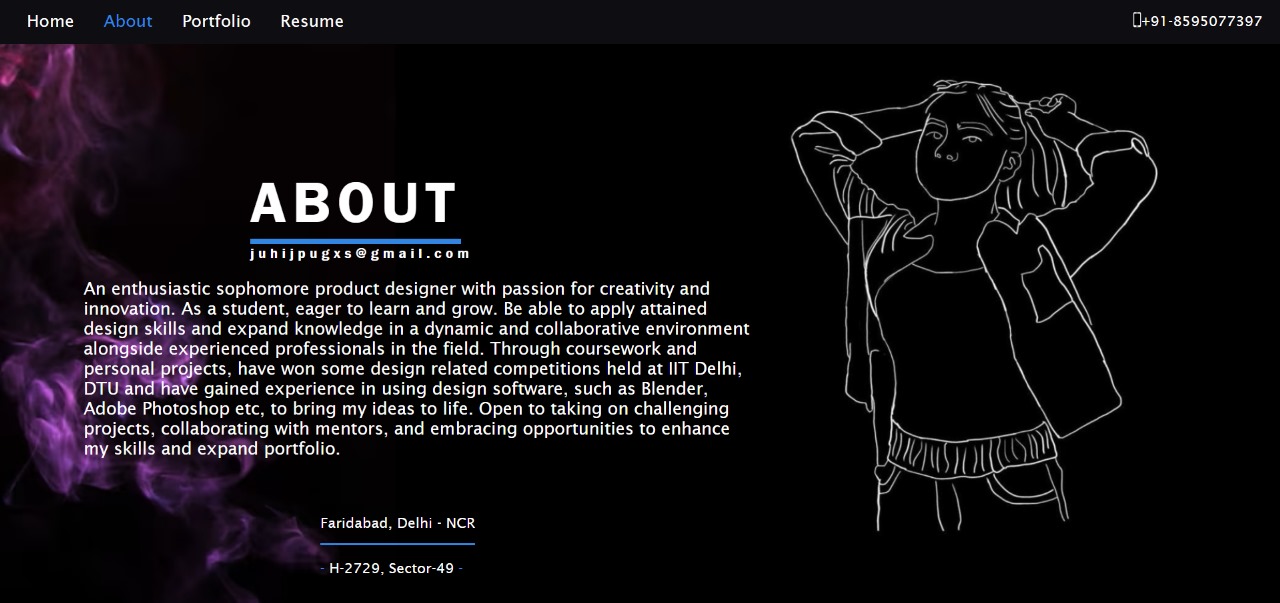 Home About Portfolio Resume +91-8595077397
ABOUT
juhijpugxs@gmail.com
An enthusiastic sophomore product designer with passion for creativity and
innovation. As a student, eager to learn and grow. Be able to apply attained
design skills and expand knowledge in a dynamic and collaborative environment
alongside experienced professionals in the field. Through coursework and
personal projects, have won some design related competitions held at IIT Delhi,
DTU and have gained experience in using design software, such as Blender,
Adobe Photoshop etc, to bring my ideas to life. Open to taking on challenging
projects, collaborating with mentors, and embracing opportunities to enhance
my skills and expand portfolio.
Faridabad, Delhi - NCR
- H-2729, Sector-49 -